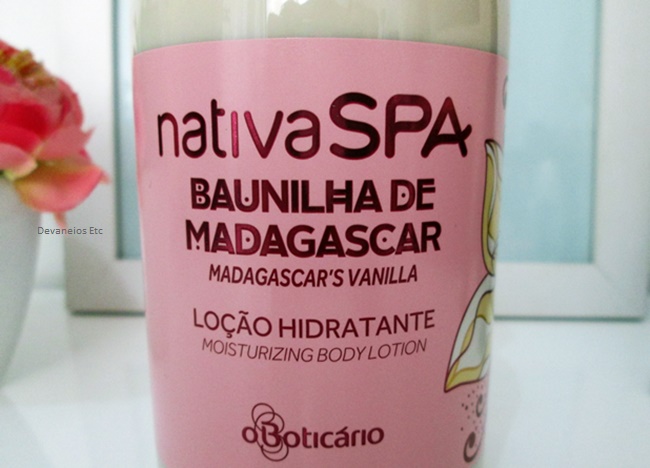 nativaSPA
BAUNILHA DE
MADAGASCAR
MADAGASCAR'S VANILLA
LOÇÃO HIDRATANTE
MOISTURIZING BODY LOTION
oBoticário
Devaneios Etc